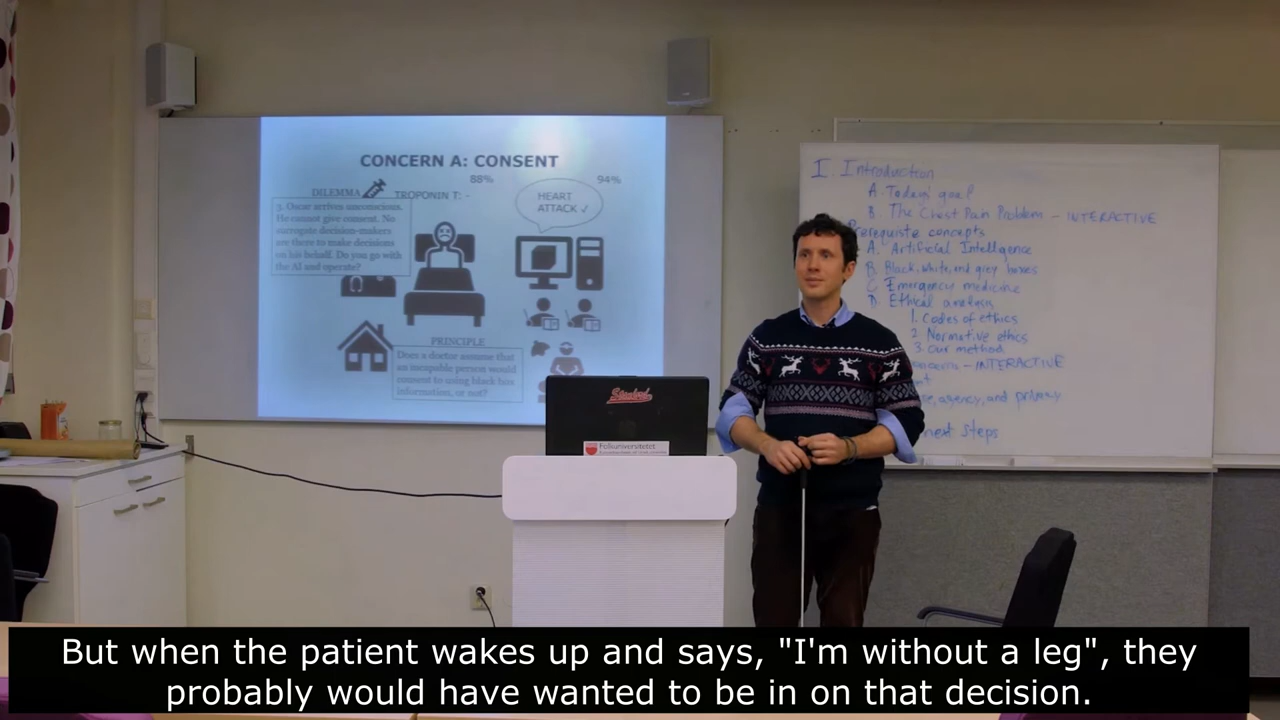 CONCERN A: CONSENT
88%
94%
DILEMMA
TROPONIN T: -
HEART
ATTACK ✓
3. Oscar arrives unconscious.
He cannot give consent. No
surrogate decision-makers
are there to make decisions
on his behalf. Do you go with
the AI and operate?
PRINCIPLE
Does a doctor assume that
an incapable person would
consent to using black box
information, or not?
I. Introduction
A. Today's goal
B. The Chest Pain Problem - INTERACTIVE
Prerequisite concepts
A. Artificial Intelligence
B. Black, white, and grey boxes
C. Emergency medicine
D. Ethical analysis
1. Codes of ethics
2. Normative ethics
3. Our method
- INTERACTIVE
agency, and privacy
next steps
Stanford
Folkuniversitetet
But when the patient wakes up and says, "I'm without a leg", they
probably would have wanted to be in on that decision.